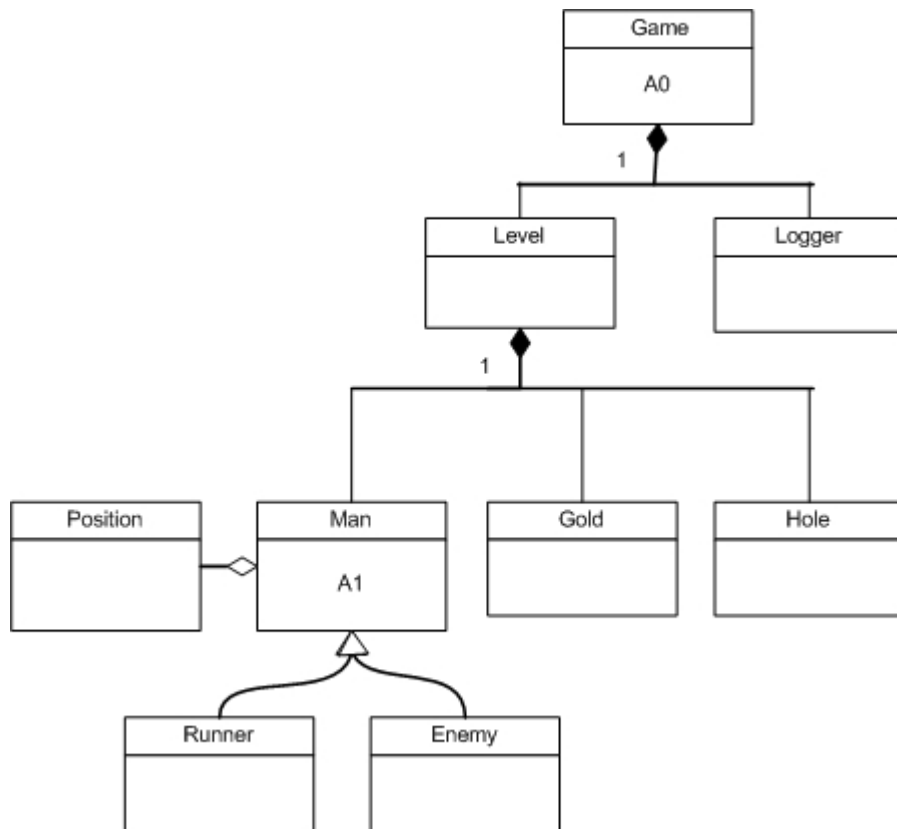 Game
A0
1
Level
Logger
1
Position
Man
Gold
Hole
A1
Runner
Enemy